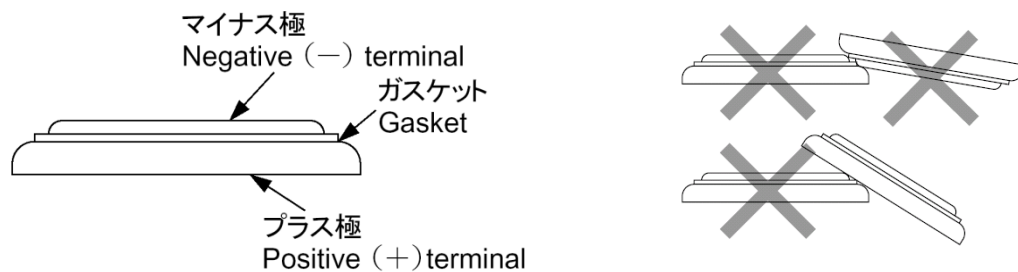 マイナス極
Negative (－) terminal
ガスケット
Gasket
プラス極
Positive (＋)terminal